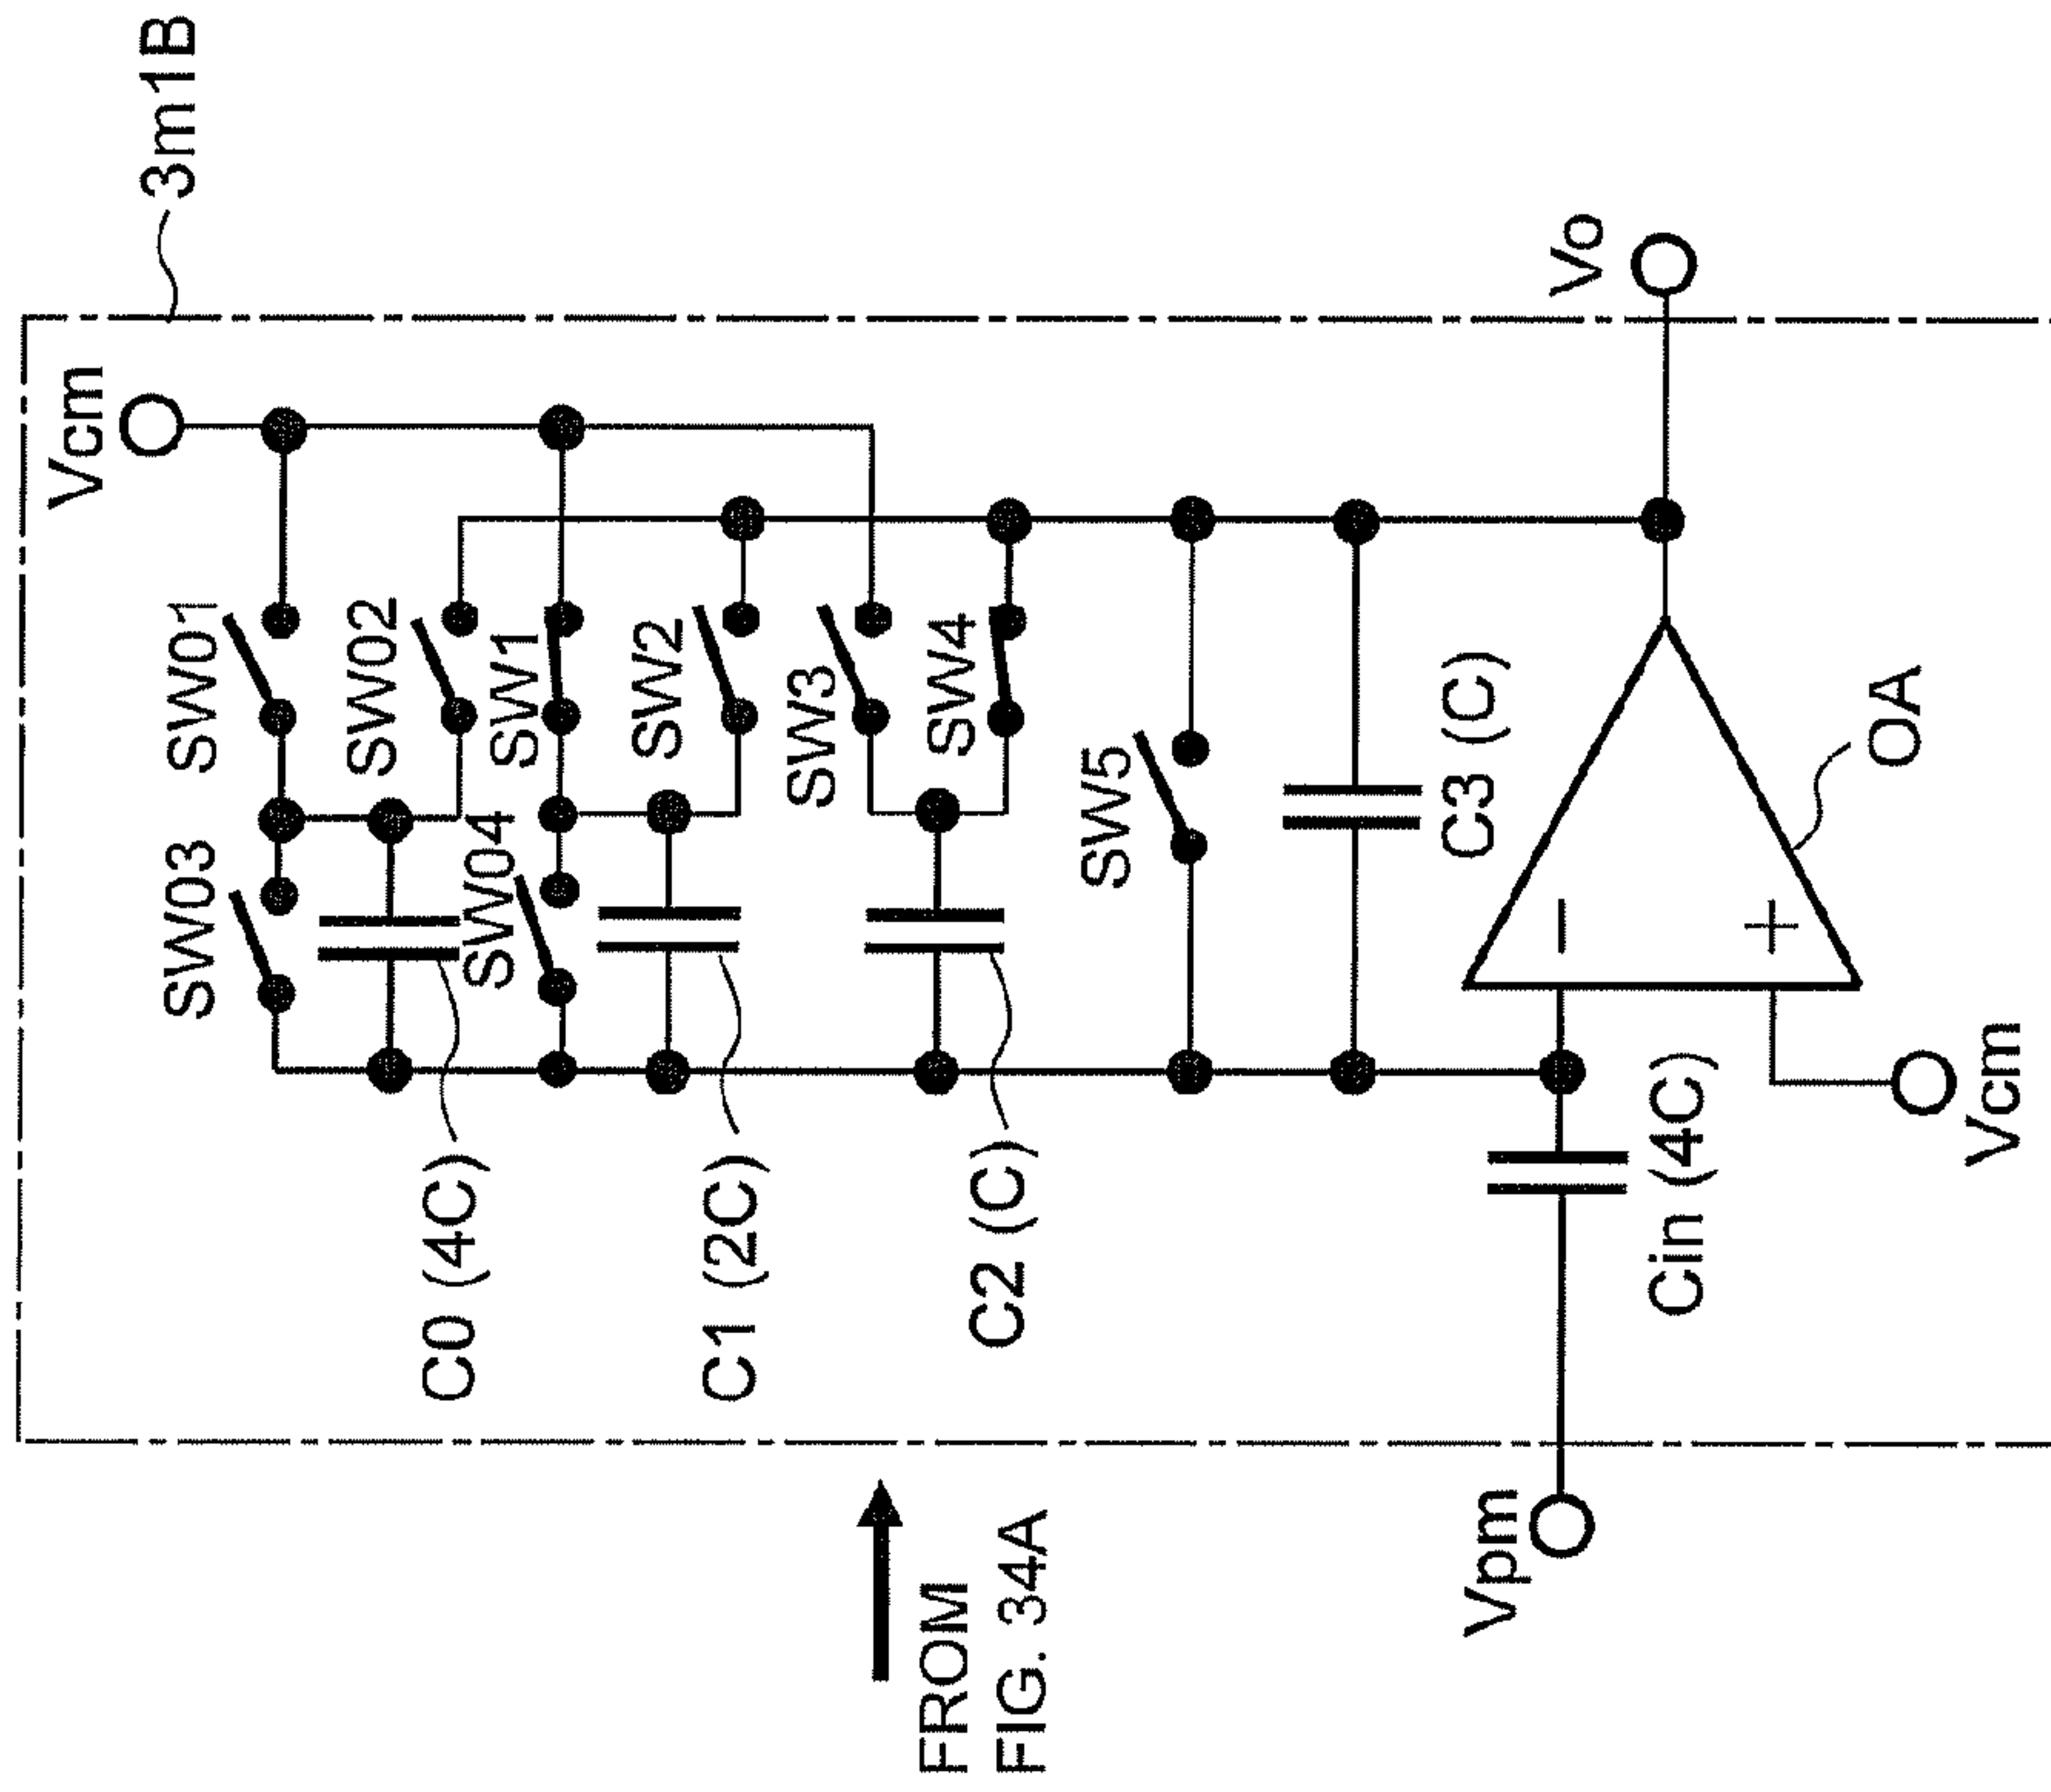 3m1B
Vcm
SW01
SW03
SW02
SW04
SW1
C0 (4C)
SW2
C1 (2C)
SW3
SW4
C2 (C)
SW5
C3 (C)
Vo
FROM
FIG. 34A
Vpm
Cin (4C)
OA
Vcm
−
+